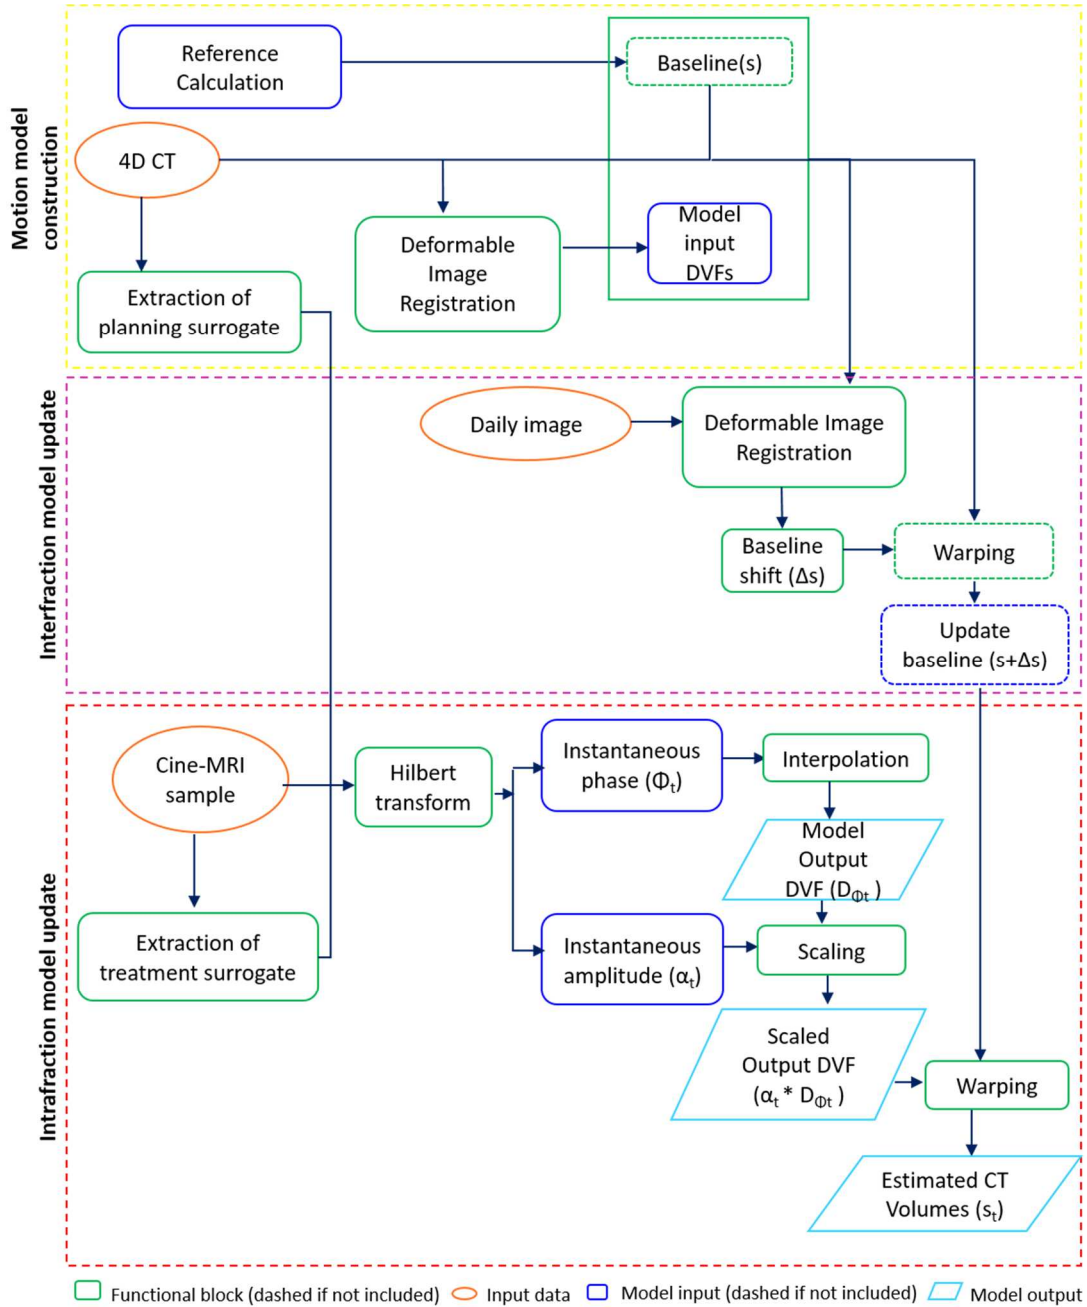 Motion model
construction
Reference
Calculation
Baseline(s)
4D CT
Deformable
Image
Registration
Model
input
DVFs
Extraction of
planning surrogate
Interfraction model update
Daily image
Deformable Image
Registration
Baseline
shift (Δs)
Warping
Update
baseline (s+Δs)
Intrafraction model update
Cine-MRI
sample
Hilbert
transform
Instantaneous
phase (Φt)
Interpolation
Model
Output
DVF (DΦt )
Extraction of
treatment surrogate
Instantaneous
amplitude (αt)
Scaling
Scaled
Output DVF
(αt * DΦt )
Warping
Estimated CT
Volumes (st)
Functional block (dashed if not included)
Input data
Model input (dashed if not included)
Model output